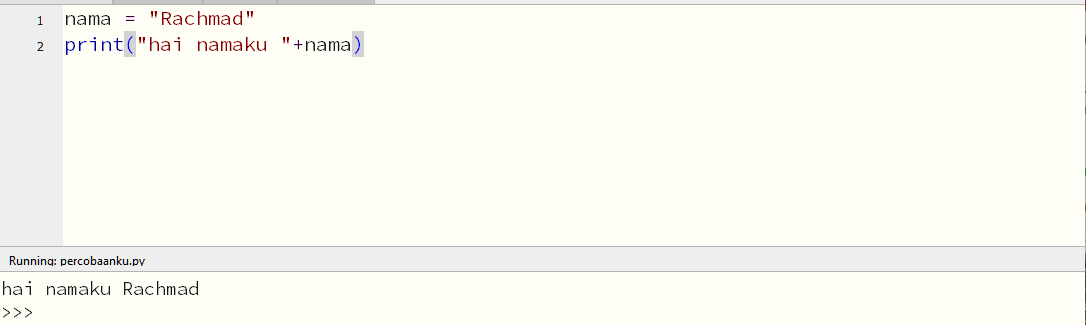 1 nama = "Rachmad"
2 print("hai namaku "+nama)
Running: percobaanku.py
hai namaku Rachmad
>>>